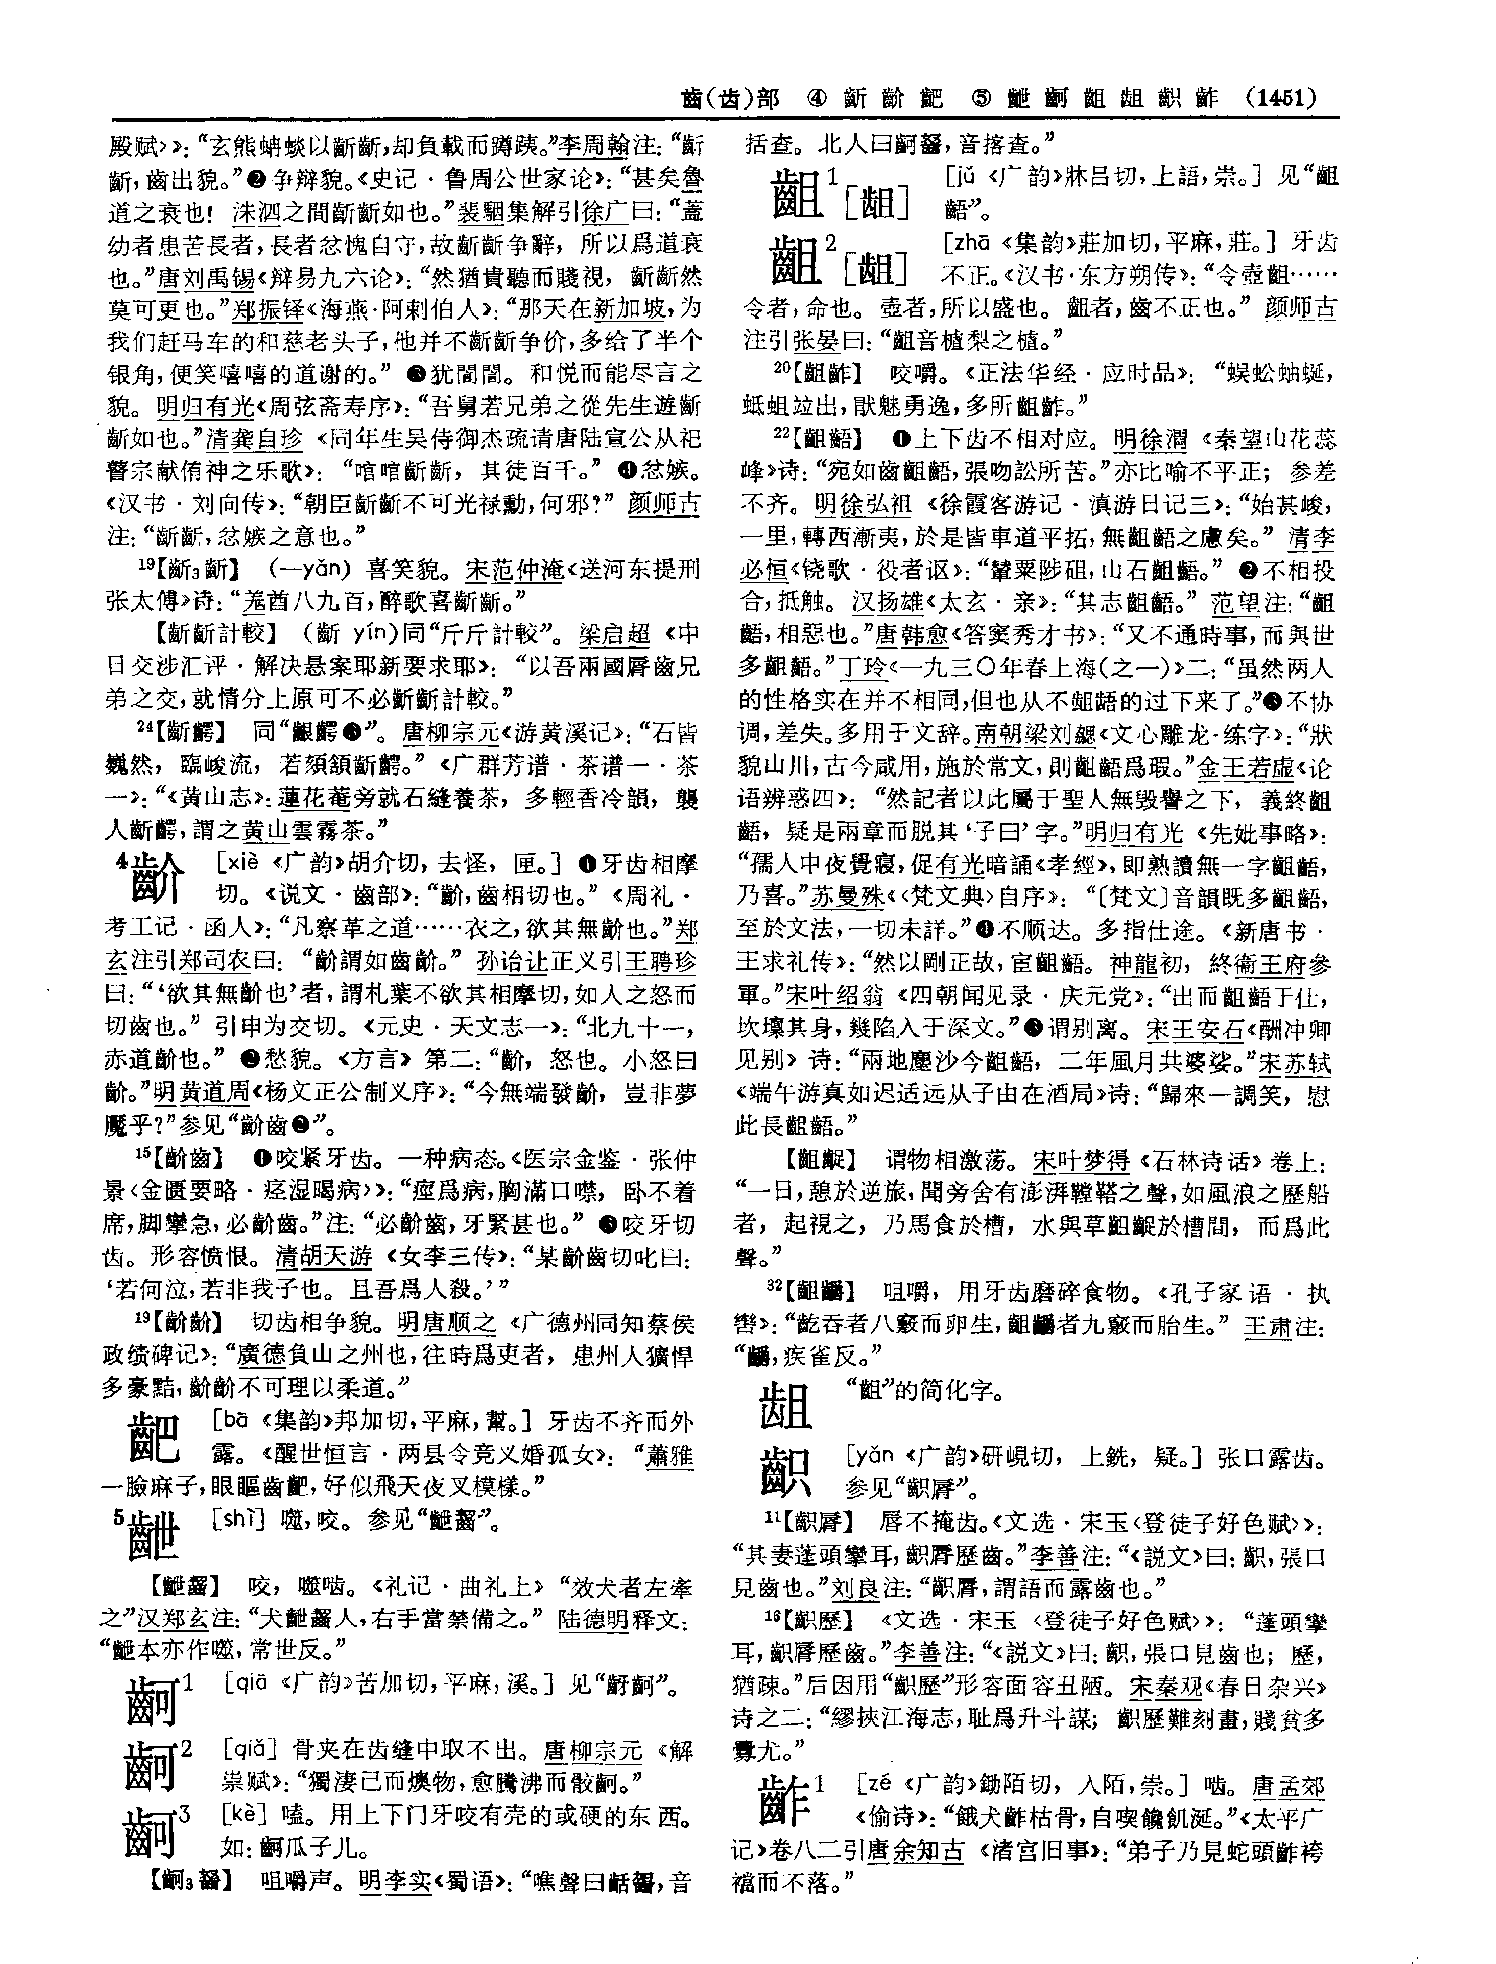 齒(齿)部 ④ 齗 齘 齙 ⑤ 齛 齣 齟 龃 齞 齚 (1451)
殿赋〉》：“玄熊蚦蛟以齗齗，却負載而蹲跠。”李周翰注：“齗
齗，齒出貌。”❷争辩貌。《史记·鲁周公世家论》：“甚矣魯
道之衰也！洙泗之間齗齗如也。”裴駰集解引徐广曰：“蓋
幼者患苦長者，長者忿愧自守，故齗齗争辭，所以爲道衰
也。”唐刘禹锡《辩易九六论》：“然猶貴聽而賤視，齗齗然
莫可更也。”郑振铎《海燕·阿剌伯人》：“那天在新加坡，为
我们赶马车的和慈老头子，他并不齗齗争价，多给了半个
银角，便笑嘻嘻的道谢的。”❸犹誾誾。和悦而能尽言之
貌。明归有光《周弦斋寿序》：“吾舅若兄弟之從先生遊齗
齗如也。”清龚自珍《同年生吴侍御杰疏请唐陆宣公从祀
瞽宗献侑神之乐歌》：“喑喑齗齗，其徒百千。”❹忿嫉。
《汉书·刘向传》：“朝臣齗齗不可光禄勳，何邪？”颜师古
注：“齗齗，忿嫉之意也。”
19【齗₃齗】（—yǎn）喜笑貌。宋范仲淹《送河东提刑
张太傅》诗：“羗酋八九百，醉歌喜齗齗。”
【齗齗計較】（齗 yín）同“斤斤計較”。梁启超《中
日交涉汇评·解决悬案耶新要求耶》：“以吾兩國脣齒兄
弟之交，就情分上原可不必齗齗計較。”
24【齗齶】 同“齦齶❸”。唐柳宗元《游黄溪记》：“石皆
巍然，臨峻流，若頦頷齗齶。”《广群芳谱·茶谱一·茶
一》：“《黄山志》：蓮花菴旁就石縫養茶，多輕香冷韻，襲
人齗齶，謂之黄山雲霧茶。”
4齘 [xiè《广韵》胡介切，去怪，匣。]❶牙齿相摩
切。《说文·齒部》：“齘，齒相切也。”《周礼·
考工记·函人》：“凡察革之道……衣之，欲其無齘也。”郑
玄注引郑司农曰：“齘謂如齒齘。”孙诒让正义引王聘珍
曰：“‘欲其無齘也’者，謂札葉不欲其相摩切，如人之怒而
切齒也。”引申为交切。《元史·天文志一》：“北九十一，
赤道齘也。”❷愁貌。《方言》第二：“齘，怒也。小怒曰
齘。”明黄道周《杨文正公制义序》：“今無端發齘，豈非夢
魘乎？”参见“齘齒❷”。
15【齘齒】 ❶咬紧牙齿。一种病态。《医宗金鉴·张仲
景〈金匮要略·痉湿暍病〉》：“痙爲病，胸滿口噤，卧不着
席，脚攣急，必齘齒。”注：“必齘齒，牙緊甚也。”❷咬牙切
齿。形容愤恨。清胡天游《女李三传》：“某齘齒切叱曰：
‘若何泣，若非我子也。且吾爲人殺。’”
19【齘齘】 切齿相争貌。明唐顺之《广德州同知蔡侯
政绩碑记》：“廣德負山之州也，往時爲吏者，患州人獷悍
多豪黠，齘齘不可理以柔道。”
[bā《集韵》邦加切，平麻，幫。] 牙齿不齐而外
露。《醒世恒言·两县令竞义婚孤女》：“蕭雅
一臉麻子，眼瞘齒，好似飛天夜叉模樣。”
5齛 [shì] 噬，咬。参见“齛齧”。
【齛齧】 咬，噬啮。《礼记·曲礼上》“效犬者左牽
之”汉郑玄注：“犬齛齧人，右手當禁備之。”陆德明释文：
“齛本亦作噬，常世反。”
1 [qiā《广韵》苦加切，平麻，溪。] 见“”。
2 [qiǎ] 骨夹在齿缝中取不出。唐柳宗元《解
祟赋》：“獨淒己而燠物，愈騰沸而骹。”
3 [kè] 嗑。用上下门牙咬有壳的或硬的东西。
如：瓜子儿。
【₃】 咀嚼声。明李实《蜀语》：“噍聲曰，音
括查。北人曰，音揢查。”
齟1[龃] [jǔ《广韵》牀吕切，上語，崇。] 见“齟
齬”。
齟2[龃] [zhā《集韵》莊加切，平麻，莊。] 牙齿
不正。《汉书·东方朔传》：“令壺齟……
令者，命也。壺者，所以盛也。齟者，齒不正也。”颜师古
注引张晏曰：“齟音樝梨之樝。”
20【齟齚】 咬嚼。《正法华经·应时品》：“蜈蚣蚰蜒，
蚔蛆竝出，猒魅勇逸，多所齟齚。”
22【齟齬】 ❶上下齿不相对应。明徐渭《秦望山花蕊
峰》诗：“宛如齒齟齬，張吻訟所苦。”亦比喻不平正；参差
不齐。明徐弘祖《徐霞客游记·滇游日记三》：“始甚峻，
一里，轉西漸夷，於是皆車道平拓，無齟齬之慮矣。”清李
必恒《铙歌·役者讴》：“輦粟陟砠，山石齟齬。”❷不相投
合，抵触。汉扬雄《太玄·亲》：“其志齟齬。”范望注：“齟
齬，相惡也。”唐韩愈《答窦秀才书》：“又不通時事，而與世
多齟齬。”丁玲《一九三〇年春上海(之一)》二：“虽然两人
的性格实在并不相同，但也从不龃龉的过下来了。”❸不协
调，差失。多用于文辞。南朝梁刘勰《文心雕龙·练字》：“狀
貌山川，古今咸用，施於常文，則齟齬爲瑕。”金王若虚《论
语辨惑四》：“然記者以此屬于聖人無毁譽之下，義終齟
齬，疑是兩章而脱其‘子曰’字。”明归有光《先妣事略》：
“孺人中夜覺寢，促有光暗誦《孝經》，即熟讀無一字齟齬，
乃喜。”苏曼殊《〈梵文典〉自序》：“〔梵文〕音韻既多齟齬，
至於文法，一切未詳。”❹不顺达。多指仕途。《新唐书·
王求礼传》：“然以剛正故，宦齟齬。神龍初，終衞王府參
軍。”宋叶绍翁《四朝闻见录·庆元党》：“出而齟齬于仕，
坎壈其身，幾陷入于深文。”❺谓别离。宋王安石《酬冲卿
见别》诗：“兩地塵沙今齟齬，二年風月共婆娑。”宋苏轼
《端午游真如迟适远从子由在酒局》诗：“歸來一調笑，慰
此長齟齬。”
【齟齪】 谓物相激荡。宋叶梦得《石林诗话》卷上：
“一日，憩於逆旅，聞旁舍有澎湃鞺鞳之聲，如風浪之歷船
者，起視之，乃馬食於槽，水與草齟齪於槽間，而爲此
聲。”
32【齟】 咀嚼，用牙齿磨碎食物。《孔子家语·执
辔》：“齕吞者八竅而卵生，齟者九竅而胎生。”王肃注：
“，疾雀反。”
龃 “齟”的简化字。
齞 [yǎn《广韵》研峴切，上銑，疑。] 张口露齿。
参见“齞脣”。
11【齞脣】 唇不掩齿。《文选·宋玉〈登徒子好色赋〉》：
“其妻蓬頭攣耳，齞脣歷齒。”李善注：“《説文》曰：齞，張口
見齒也。”刘良注：“齞脣，謂語而露齒也。”
16【齞歷】 《文选·宋玉〈登徒子好色赋〉》：“蓬頭攣
耳，齞脣歷齒。”李善注：“《説文》曰：齞，張口見齒也；歷，
猶疎。”后因用“齞歷”形容面容丑陋。宋秦观《春日杂兴》
诗之二：“繆挾江海志，耻爲升斗謀；齞歷難刻畫，賤貧多
釁尤。”
齚1 [zé《广韵》鋤陌切，入陌，崇。] 啮。唐孟郊
《偷诗》：“餓犬齚枯骨，自喫饞飢涎。”《太平广
记》卷八二引唐余知古《渚宫旧事》：“弟子乃見蛇頭齚袴
襠而不落。”